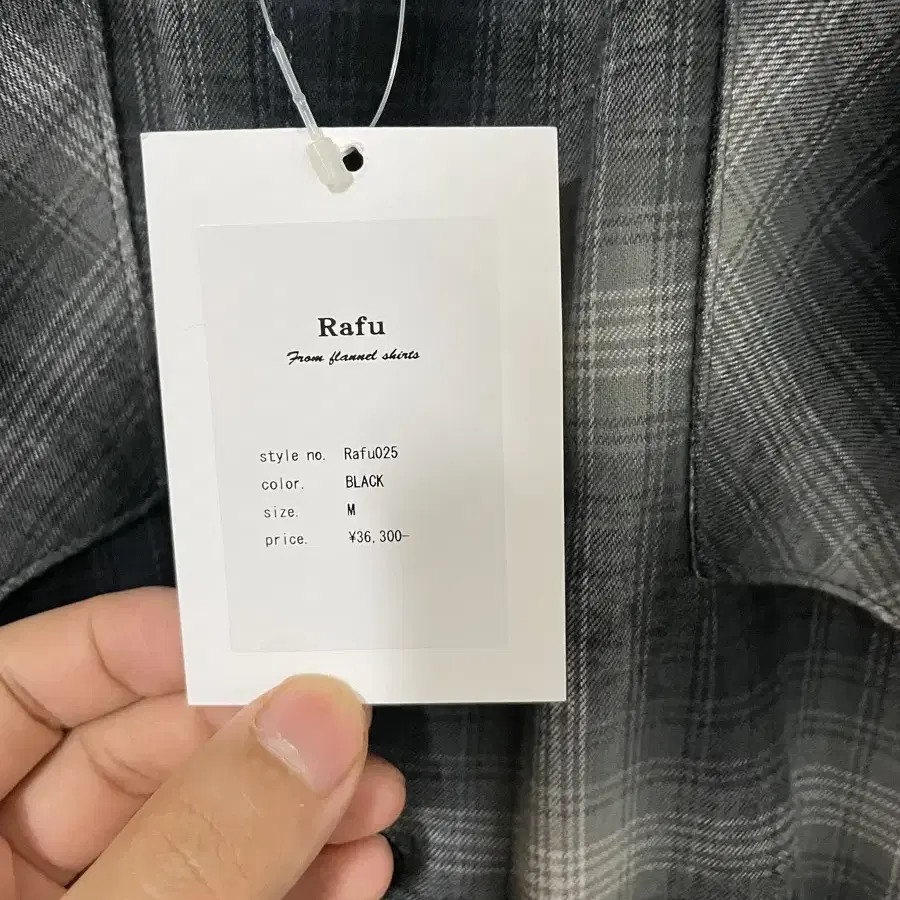 Rafu
From flannel shirts
style no. Rafu025
color. BLACK
size. M
price. ¥36,300-